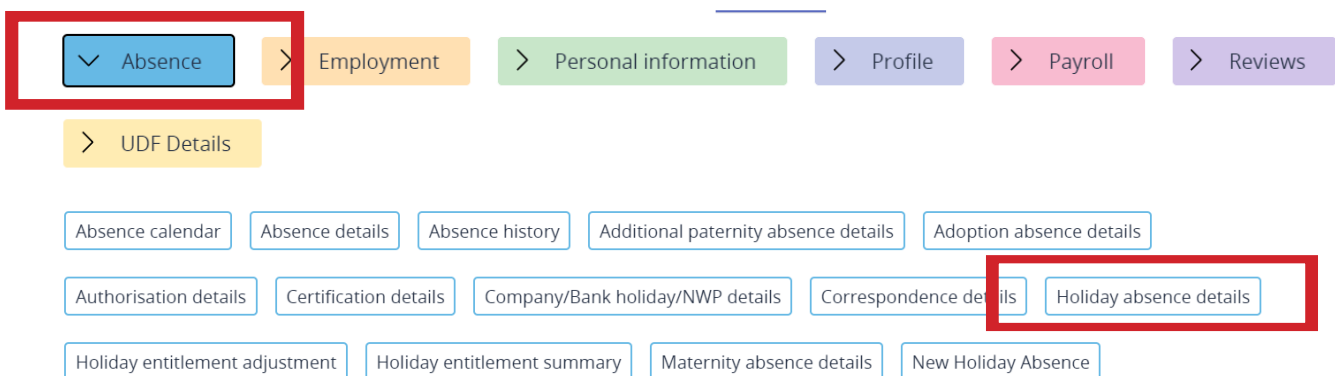 Absence Employment Personal information Profile Payroll Reviews
UDF Details
Absence calendar Absence details Absence history Additional paternity absence details Adoption absence details
Authorisation details Certification details Company/Bank holiday/NWP details Correspondence details Holiday absence details
Holiday entitlement adjustment Holiday entitlement summary Maternity absence details New Holiday Absence